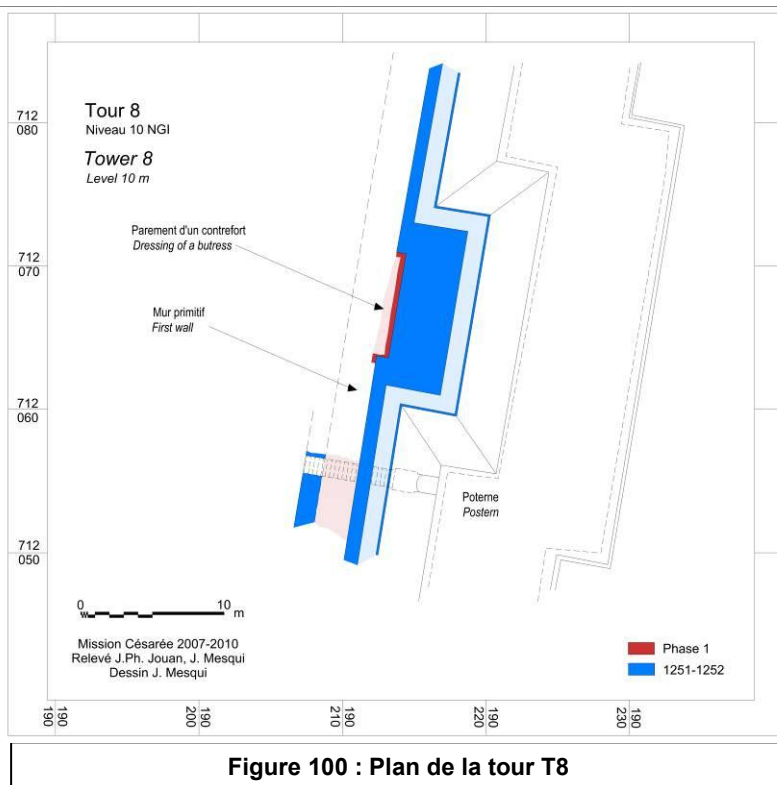 Tour 8
Niveau 10 NGI
Tower 8
Level 10 m
Parement d'un contrefort
Dressing of a butress
Mur primitif
First wall
Poterne
Postern
712
080
712
070
712
060
712
050
0 10 m
Mission Césarée 2007-2010
Relevé J.Ph. Jouan, J. Mesqui
Dessin J. Mesqui
Phase 1
1251-1252
190
190
190
200
190
210
190
220
190
230
Figure 100 : Plan de la tour T8